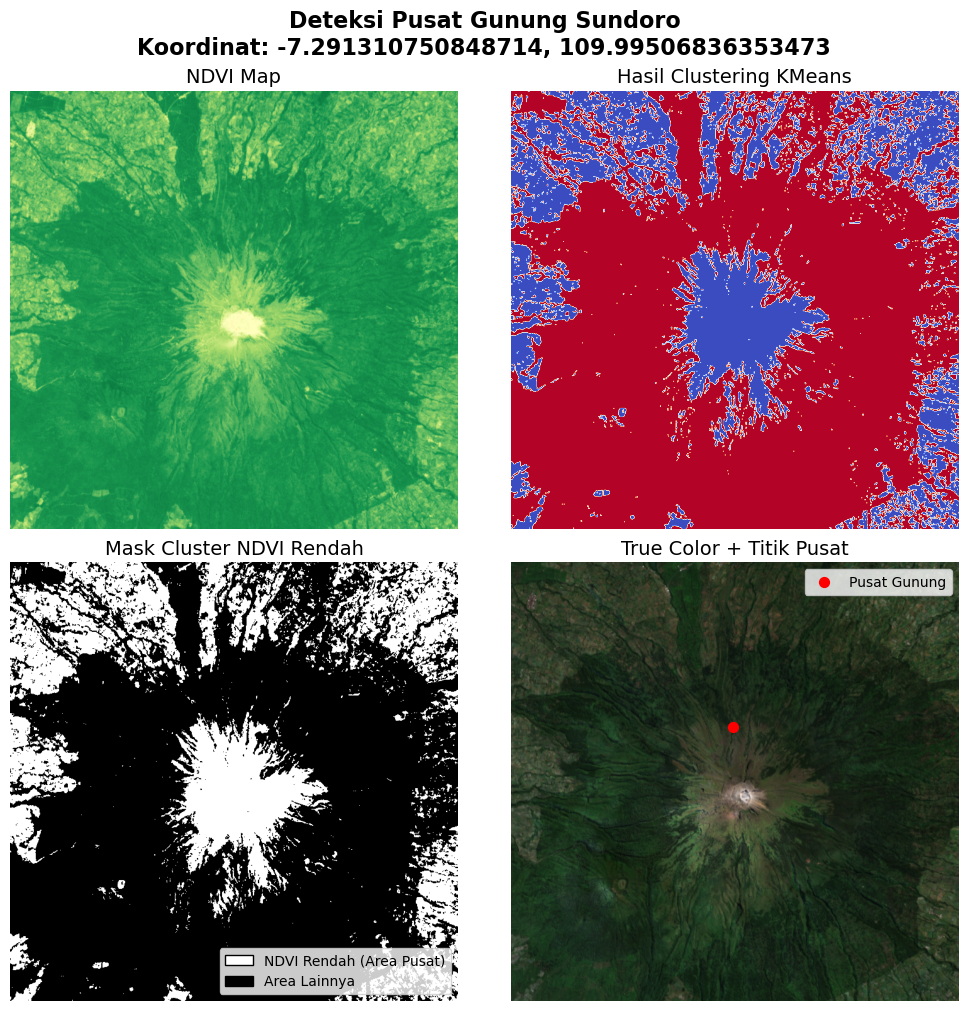 Deteksi Pusat Gunung Sundoro
Koordinat: -7.291310750848714, 109.99506836353473
NDVI Map
Hasil Clustering KMeans
Mask Cluster NDVI Rendah
NDVI Rendah (Area Pusat)
Area Lainnya
True Color + Titik Pusat
Pusat Gunung